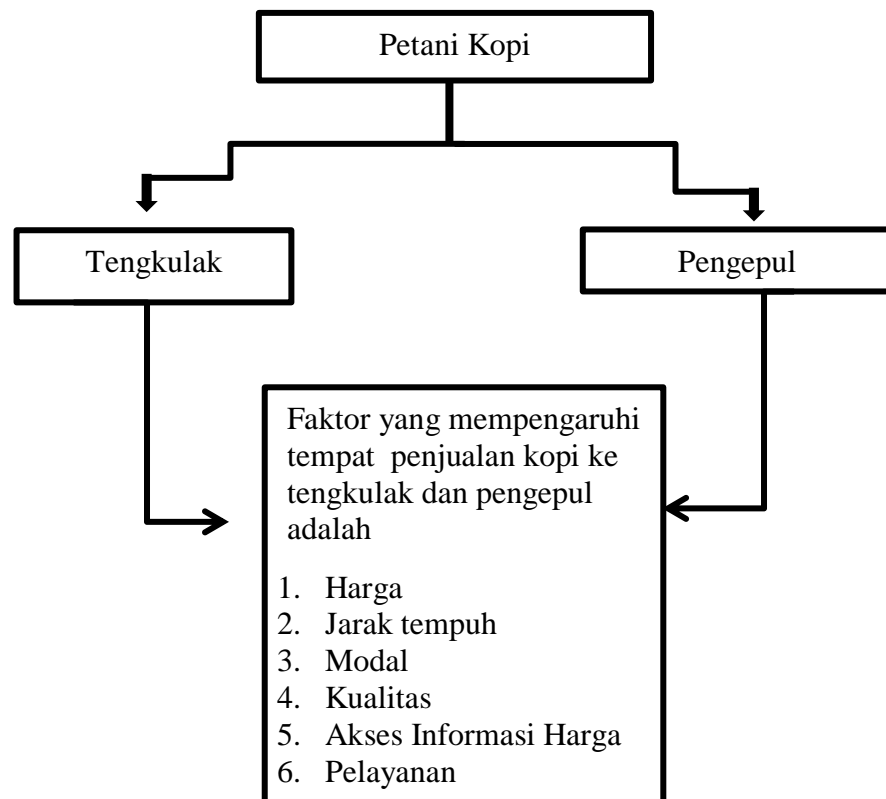 Petani Kopi
Tengkulak
Pengepul
Faktor yang mempengaruhi
tempat penjualan kopi ke
tengkulak dan pengepul
adalah
1. Harga
2. Jarak tempuh
3. Modal
4. Kualitas
5. Akses Informasi Harga
6. Pelayanan